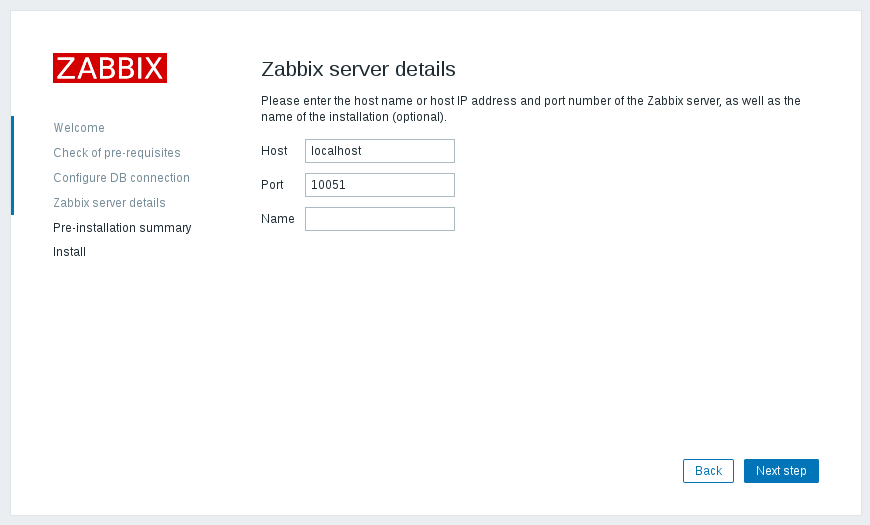 ZABBIX
Welcome
Check of pre-requisites
Configure DB connection
Zabbix server details
Pre-installation summary
Install
Zabbix server details
Please enter the host name or host IP address and port number of the Zabbix server, as well as the
name of the installation (optional).
Host localhost
Port 10051
Name
Back Next step